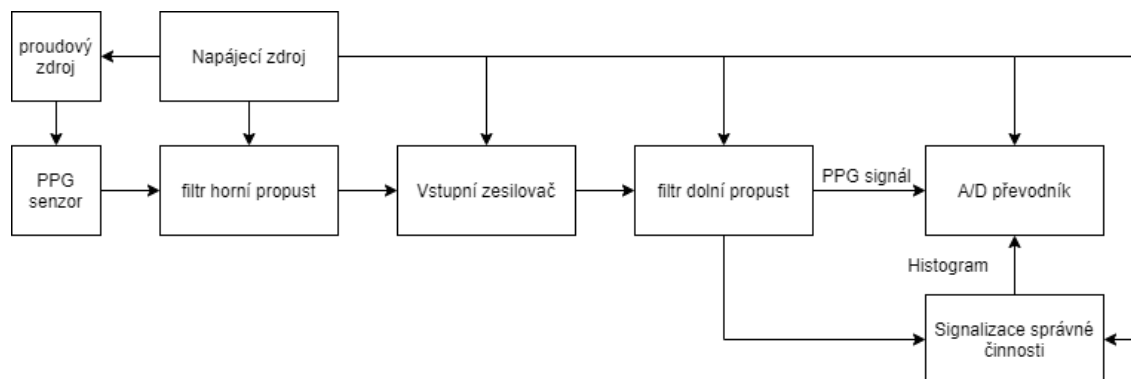 proudový
zdroj
Napájecí zdroj
PPG
senzor
filtr horní propust
Vstupní zesilovač
filtr dolní propust
PPG signál
A/D převodník
Histogram
Signalizace správné
činnosti